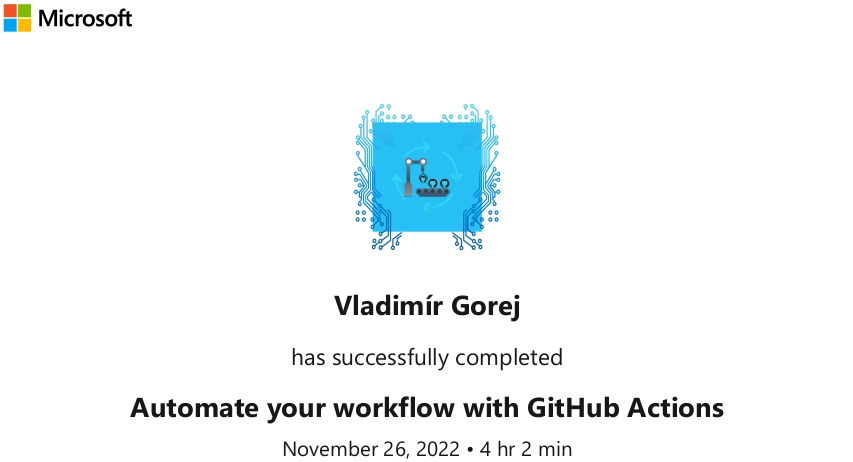 Microsoft
Vladimír Gorej
has successfully completed
Automate your workflow with GitHub Actions
November 26, 2022 • 4 hr 2 min